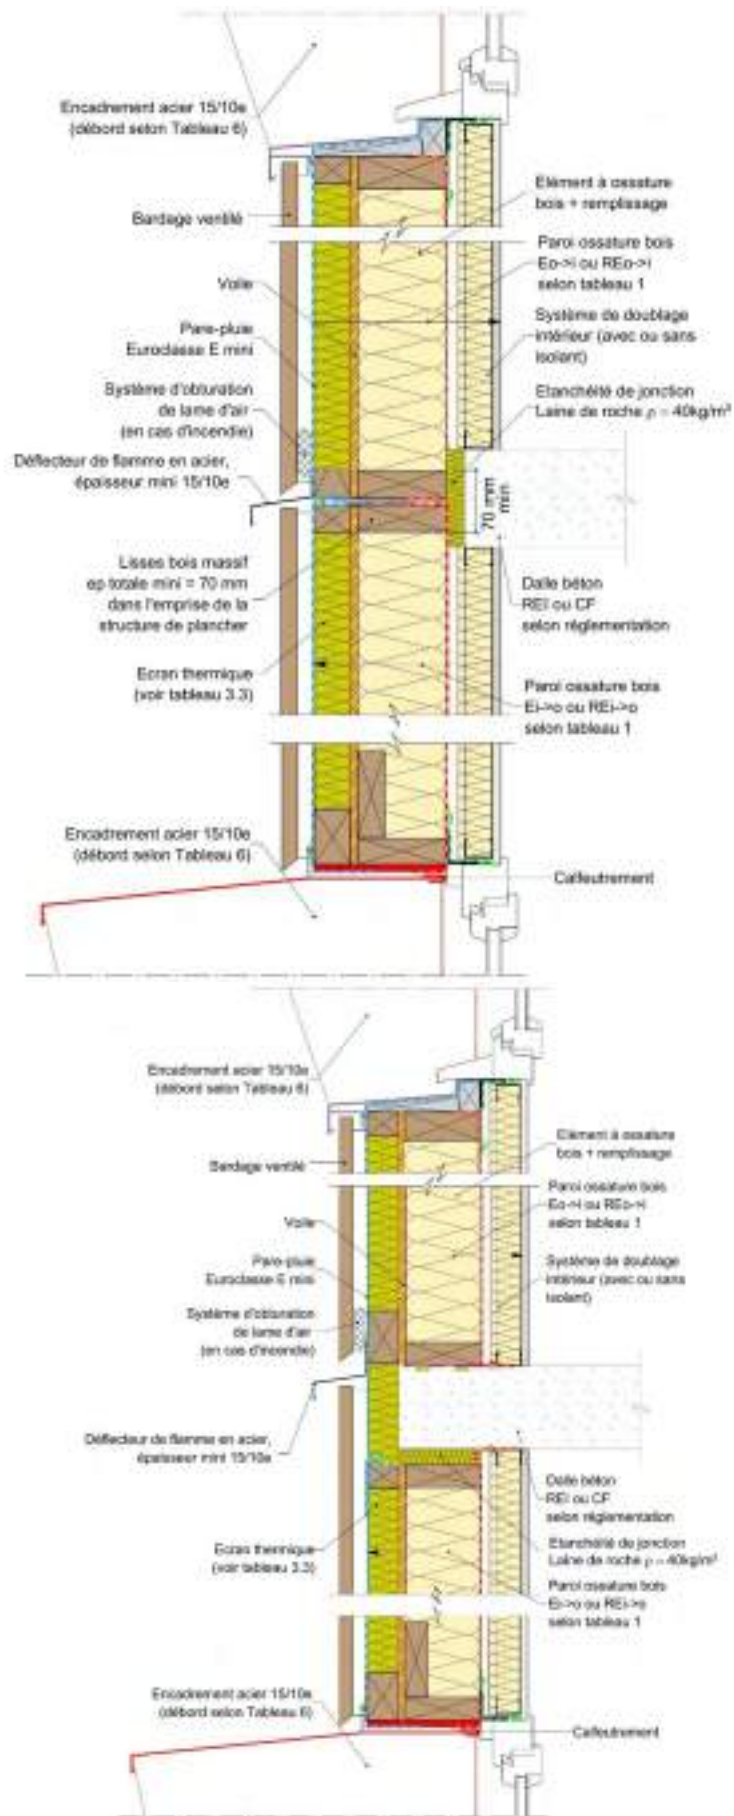 Encadrement acier 15/10e
(débord selon Tableau 6)
Bardage ventilé
Voile
Pare-pluie
Euroclasse E mini
Système d'obturation
de lame d'air
(en cas d'incendie)
Déflecteur de flamme en acier,
épaisseur mini 15/10e
Lisses bois massif
ep totale mini = 70 mm
dans l'emprise de la
structure de plancher
Ecran thermique
(voir tableau 3.3)
Encadrement acier 15/10e
(débord selon Tableau 6)
Elément à ossature
bois + remplissage
Paroi ossature bois
Eo->i ou REo->i
selon tableau 1
Système de doublage
intérieur (avec ou sans
isolant)
Etanchéité de jonction
Laine de roche ρ = 40kg/m³
70 mm
min
Dalle béton
REI ou CF
selon réglementation
Paroi ossature bois
Ei->o ou REi->o
selon tableau 1
Calfeutrement
Encadrement acier 15/10e
(débord selon Tableau 6)
Bardage ventilé
Voile
Pare-pluie
Euroclasse E mini
Système d'obturation
de lame d'air
(en cas d'incendie)
Déflecteur de flamme en acier,
épaisseur mini 15/10e
Ecran thermique
(voir tableau 3.3)
Encadrement acier 15/10e
(débord selon Tableau 6)
Elément à ossature
bois + remplissage
Paroi ossature bois
Eo->i ou REo->i
selon tableau 1
Système de doublage
intérieur (avec ou sans
isolant)
Dalle béton
REI ou CF
selon réglementation
Etanchéité de jonction
Laine de roche ρ = 40kg/m³
Paroi ossature bois
Ei->o ou REi->o
selon tableau 1
Calfeutrement